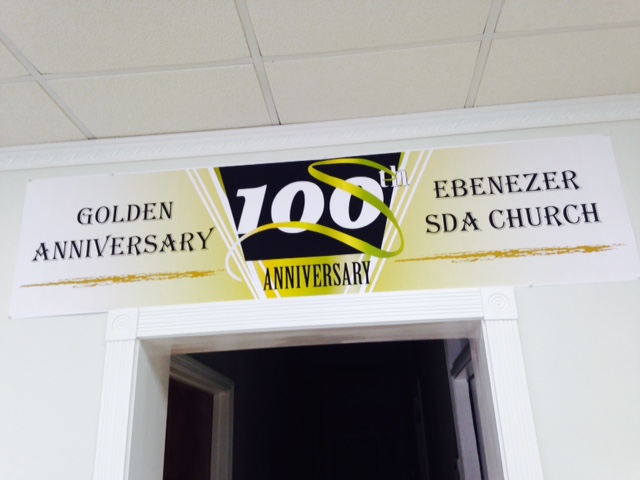 GOLDEN
ANNIVERSARY
100th
ANNIVERSARY
EBENEZER
SDA CHURCH